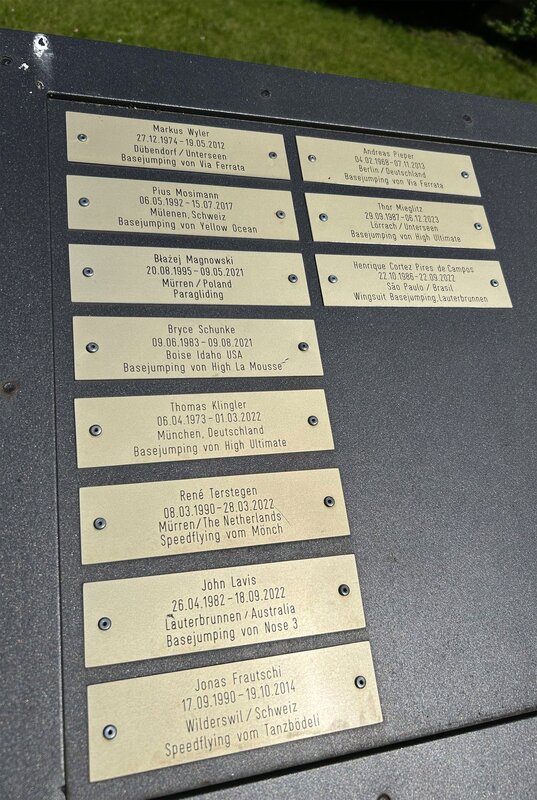 Markus Wyler
27.12.1974 – 19.05.2012
Dübendorf / Unterseen
Basejumping von Via Ferrata
Pius Mosimann
06.05.1992 – 15.07.2017
Mülenen, Schweiz
Basejumping von Yellow Ocean
Błażej Magnowski
20.08.1995 – 09.05.2021
Mürren / Poland
Paragliding
Bryce Schunke
09.06.1983 – 09.08.2021
Boise Idaho USA
Basejumping von High La Mousse
Thomas Klingler
06.04.1973 – 01.03.2022
München, Deutschland
Basejumping von High Ultimate
René Terstegen
08.03.1990 – 28.03.2022
Mürren/The Netherlands
Speedflying vom Mönch
John Lavis
26.04.1982 – 18.09.2022
Lauterbrunnen / Australia
Basejumping von Nose 3
Jonas Frautschi
17.09.1990 – 19.10.2014
Wilderswil / Schweiz
Speedflying vom Tanzbödeli
Andreas Pieper
04.02.1968 – 07.11.2013
Berlin / Deutschland
Basejumping von Via Ferrata
Thor Mieglitz
29.09.1987 – 06.12.2023
Lörrach / Unterseen
Basejumping von High Ultimate
Henrique Cortez Pires de Campos
22.10.1986 – 22.09.2022
São Paulo / Brasil
Wingsuit Basejumping, Lauterbrunnen